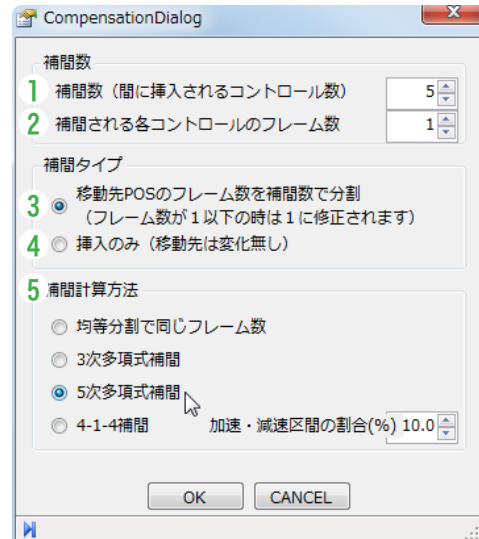 CompensationDialog
補間数
1 補間数(間に挿入されるコントロール数) 5
2 補間される各コントロールのフレーム数 1
補間タイプ
3 移動先POSのフレーム数を補間数で分割
(フレーム数が1以下の時は1に修正されます)
4 挿入のみ(移動先は変化無し)
5 補間計算方法
均等分割で同じフレーム数
3次多項式補間
5次多項式補間
4-1-4補間 加速・減速区間の割合(%) 10.0
OK CANCEL